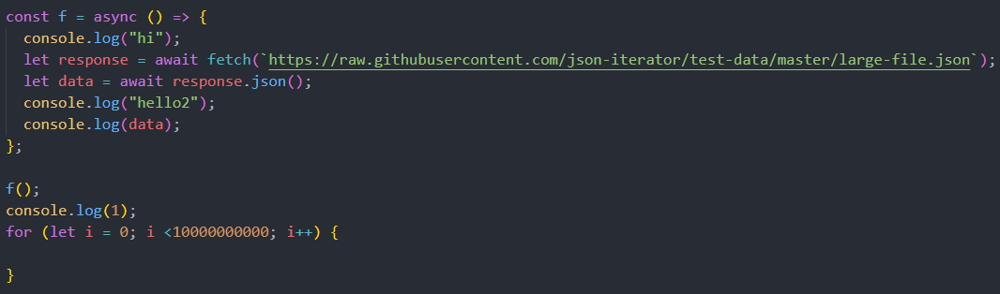 const f = async () => {
  console.log("hi");
  let response = await fetch(`https://raw.githubusercontent.com/json-iterator/test-data/master/large-file.json`);
  let data = await response.json();
  console.log("hello2");
  console.log(data);
};
f();
console.log(1);
for (let i = 0; i <10000000000; i++) {
}